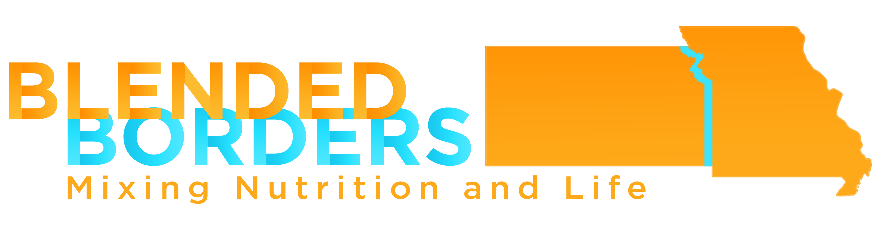 BLENDED
BORDERS
Mixing Nutrition and Life